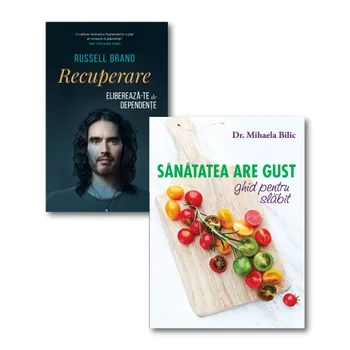 RUSSELL BRAND
Recuperare
ELIBEREAZĂ-TE de
DEPENDENȚE
Dr. Mihaela Bilic
SĂNĂTATEA ARE GUST
ghid pentru
slăbit